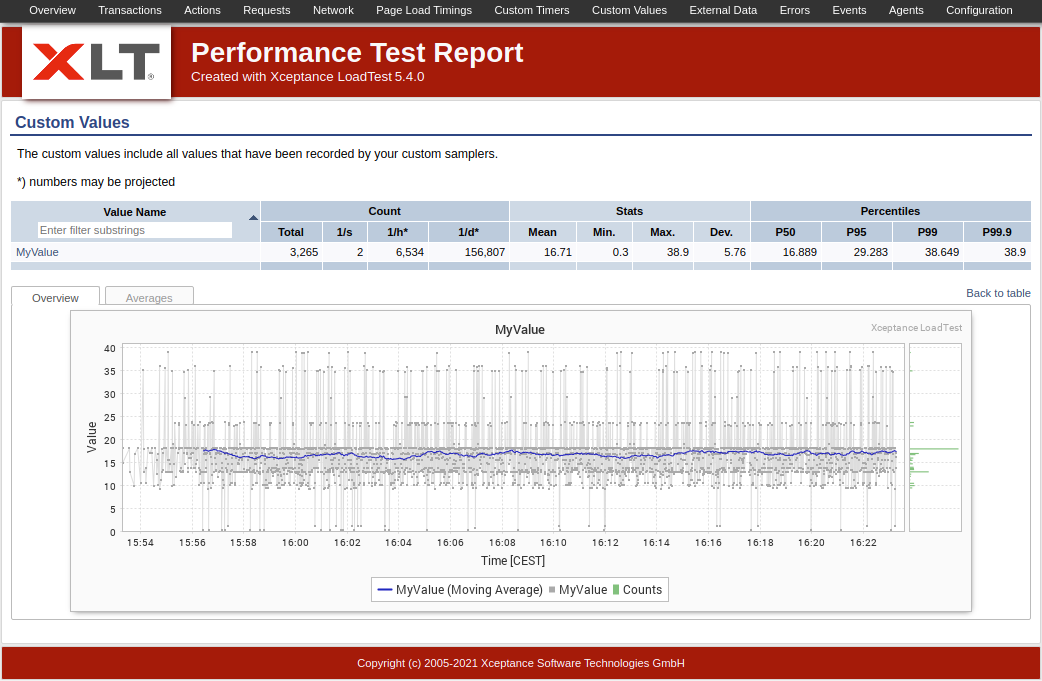 Overview Transactions Actions Requests Network Page Load Timings Custom Timers Custom Values External Data Errors Events Agents Configuration
XLT®
Performance Test Report
Created with Xceptance LoadTest 5.4.0
Custom Values
The custom values include all values that have been recorded by your custom samplers.
*) numbers may be projected
Value Name Count Stats Percentiles
Enter filter substrings Total 1/s 1/h* 1/d* Mean Min. Max. Dev. P50 P95 P99 P99.9
MyValue 3,265 2 6,534 156,807 16.71 0.3 38.9 5.76 16.889 29.283 38.649 38.9
Overview Averages Back to table
MyValue Xceptance LoadTest
40
35
30
25
20
15
10
5
0
Value
15:54 15:56 15:58 16:00 16:02 16:04 16:06 16:08 16:10 16:12 16:14 16:16 16:18 16:20 16:22
Time [CEST]
MyValue (Moving Average) MyValue Counts
Copyright (c) 2005-2021 Xceptance Software Technologies GmbH